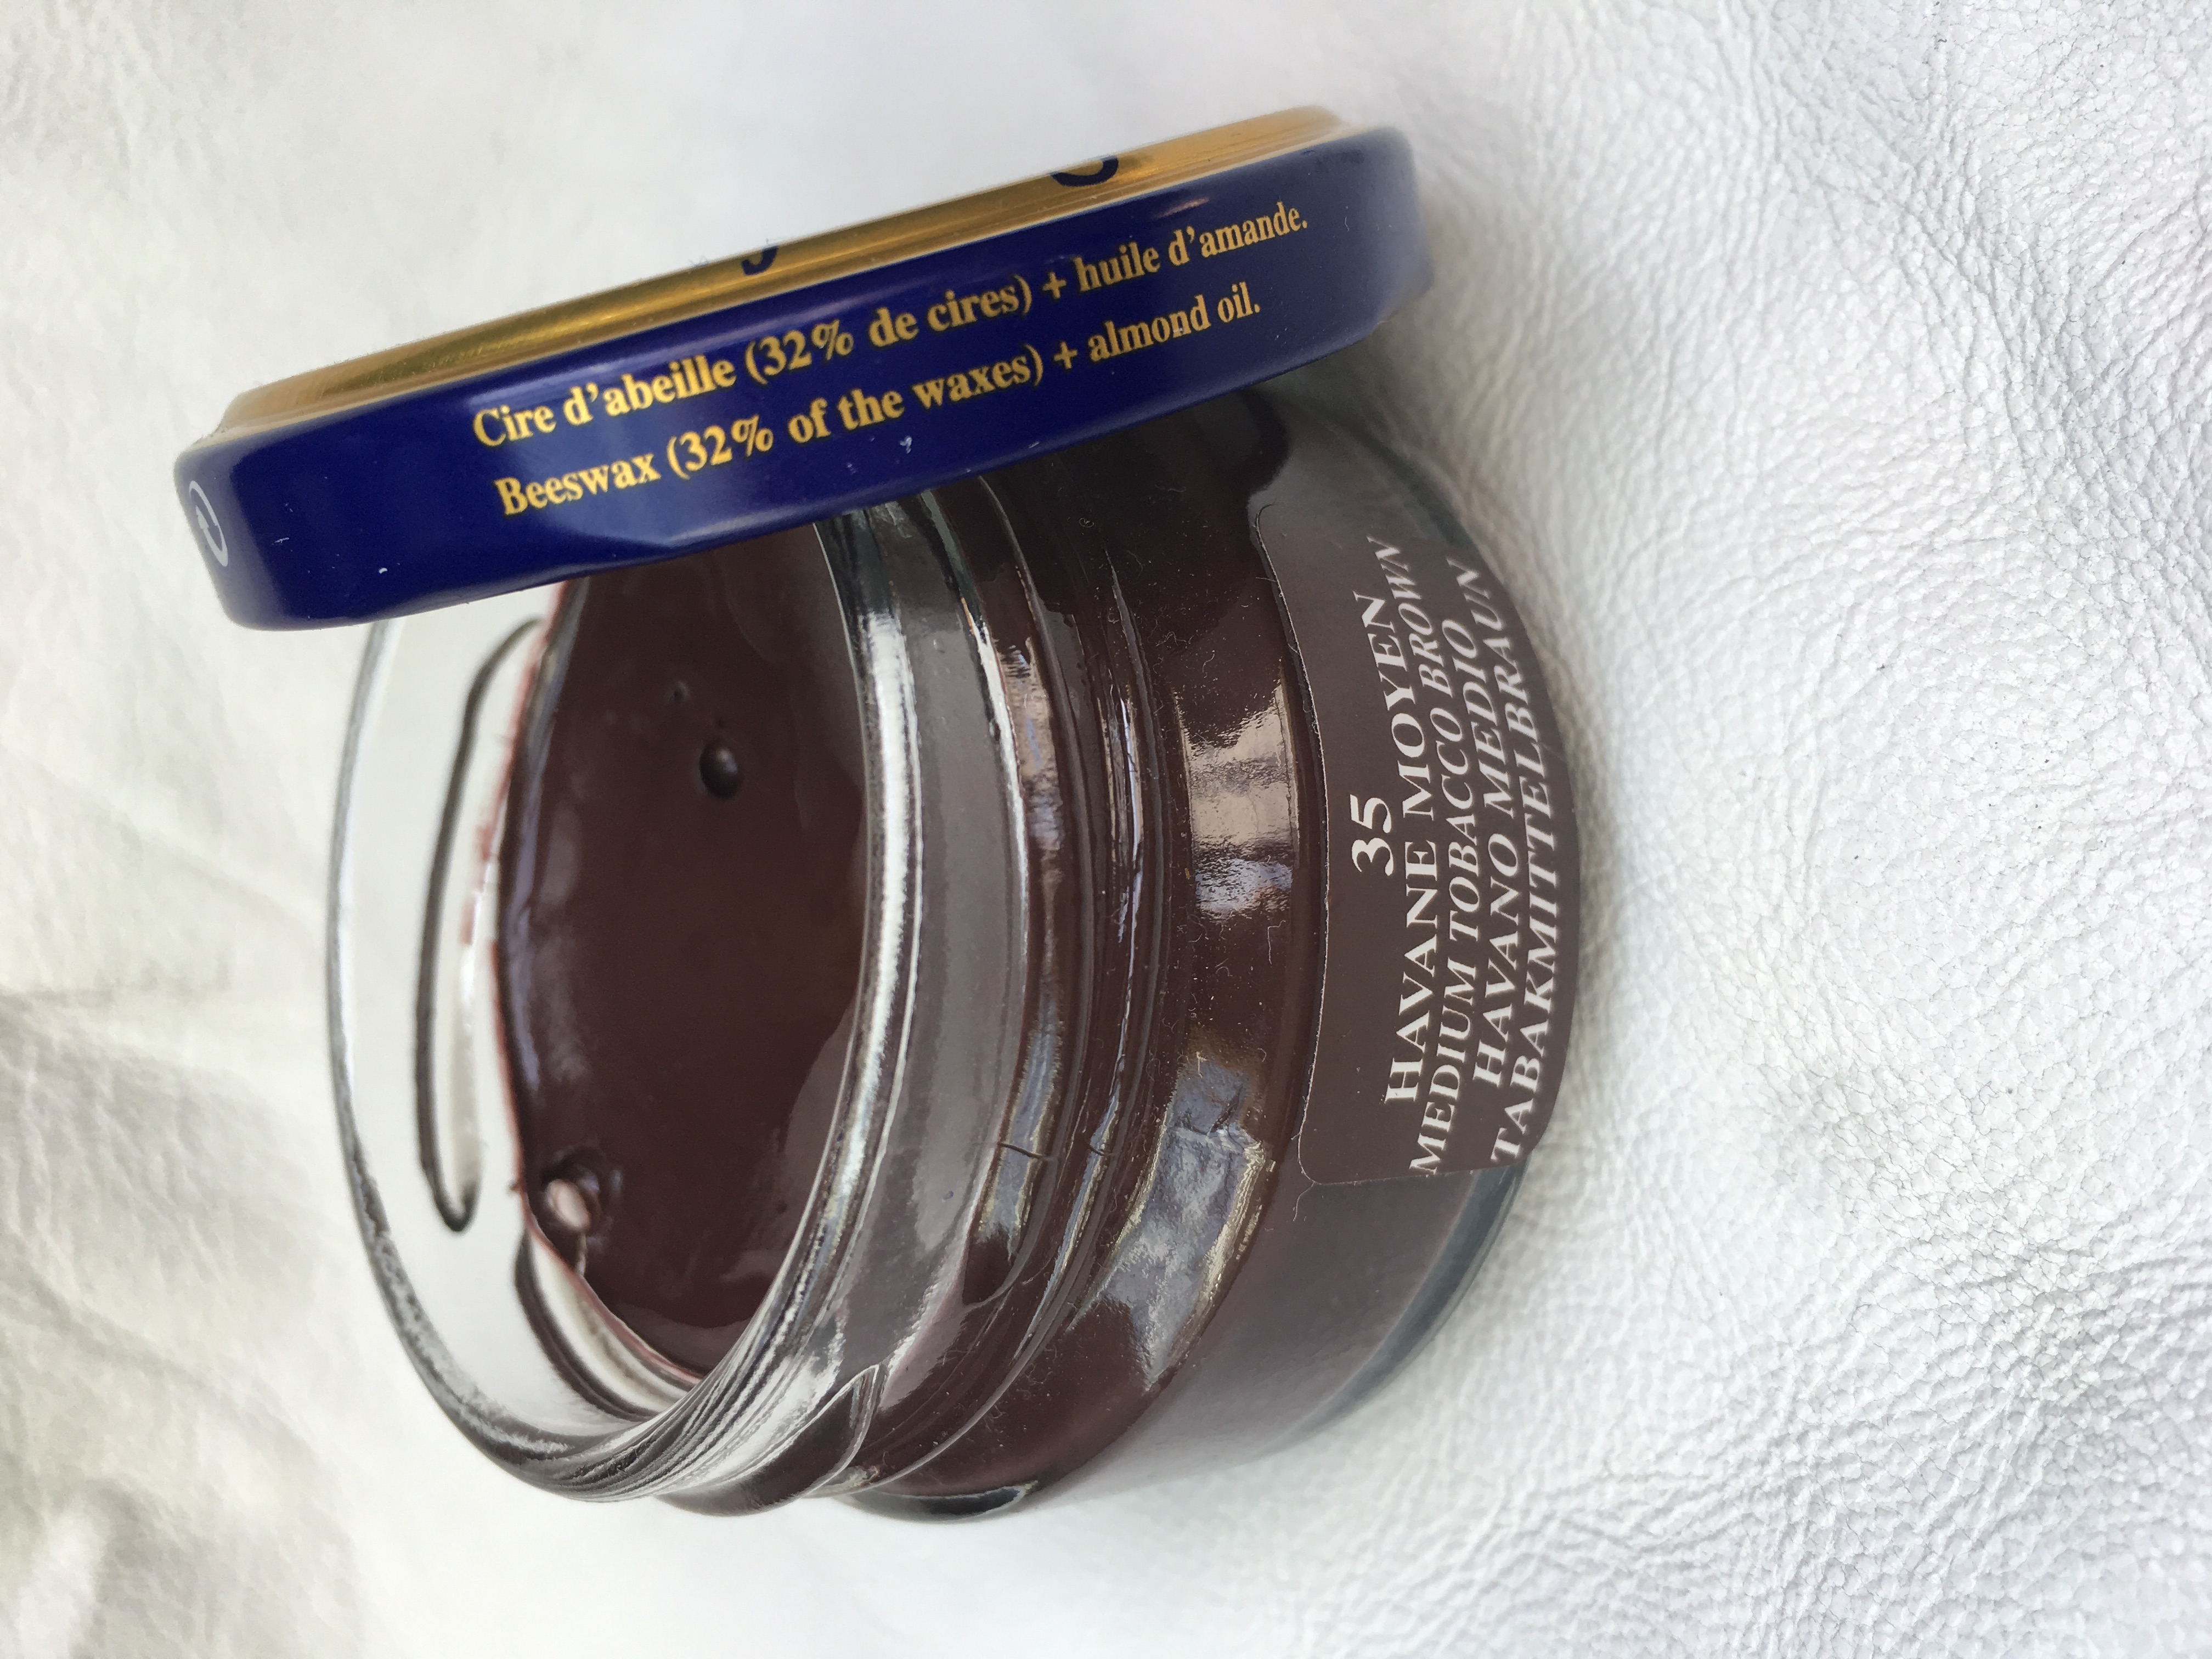 Cire d'abeille (32% de cires) + huile d'amande.
Beeswax (32% of the waxes) + almond oil.
35
HAVANE MOYEN
MEDIUM TOBACCO BROWN
HAVANO MEDIO
TABAKMITTELBRAUN